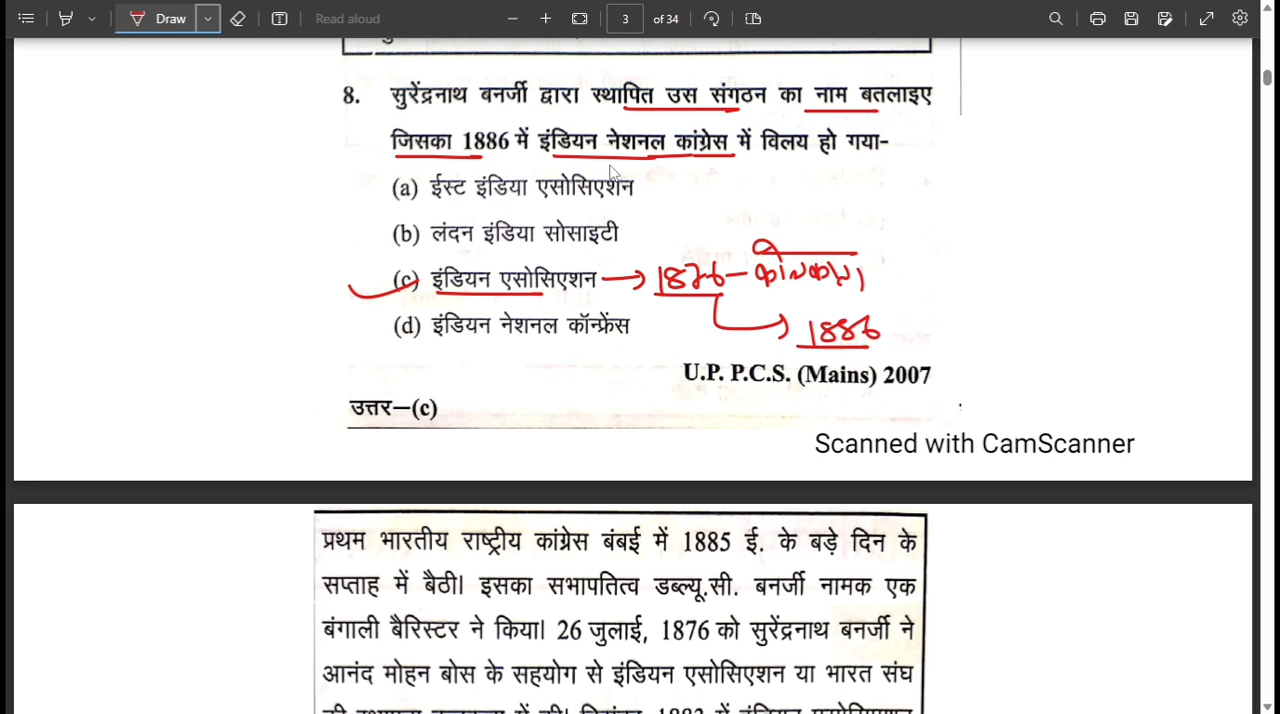 Draw
Read aloud
3
of 34
8. सुरेंद्रनाथ बनर्जी द्वारा स्थापित उस संगठन का नाम बतलाइए
जिसका 1886 में इंडियन नेशनल कांग्रेस में विलय हो गया-
(a) ईस्ट इंडिया एसोसिएशन
(b) लंदन इंडिया सोसाइटी
(c) इंडियन एसोसिएशन → 1876 –
(d) इंडियन नेशनल कॉन्फ्रेंस
1886
U.P. P.C.S. (Mains) 2007
उत्तर–(c)
Scanned with CamScanner
प्रथम भारतीय राष्ट्रीय कांग्रेस बंबई में 1885 ई. के बड़े दिन के
सप्ताह में बैठी। इसका सभापतित्व डब्ल्यू.सी. बनर्जी नामक एक
बंगाली बैरिस्टर ने किया। 26 जुलाई, 1876 को सुरेंद्रनाथ बनर्जी ने
आनंद मोहन बोस के सहयोग से इंडियन एसोसिएशन या भारत संघ